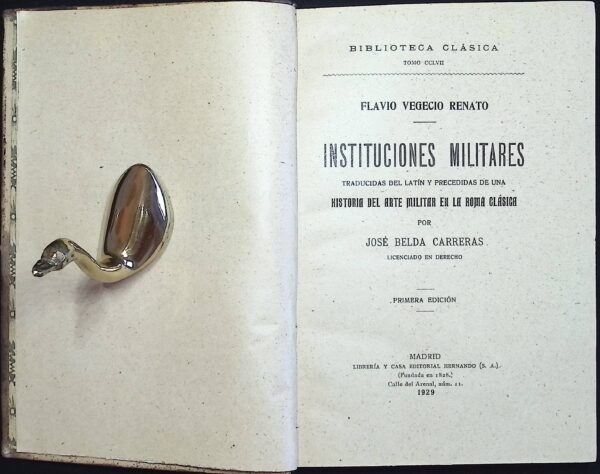 BIBLIOTECA CLÁSICA
TOMO CCLVII
FLAVIO VEGECIO RENATO
INSTITUCIONES MILITARES
TRADUCIDAS DEL LATÍN Y PRECEDIDAS DE UNA
HISTORIA DEL ARTE MILITAR EN LA ROMA CLÁSICA
POR
JOSÉ BELDA CARRERAS
LICENCIADO EN DERECHO
PRIMERA EDICIÓN
MADRID
LIBRERÍA Y CASA EDITORIAL HERNANDO (S. A.)
(Fundada en 1828.)
Calle del Arenal, núm. 11.
1929